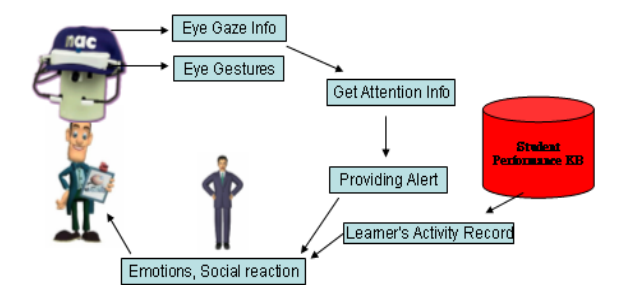 nac
Eye Gaze Info
Eye Gestures
Get Attention Info
Student
Performance KB
Providing Alert
Learner's Activity Record
Emotions, Social reaction